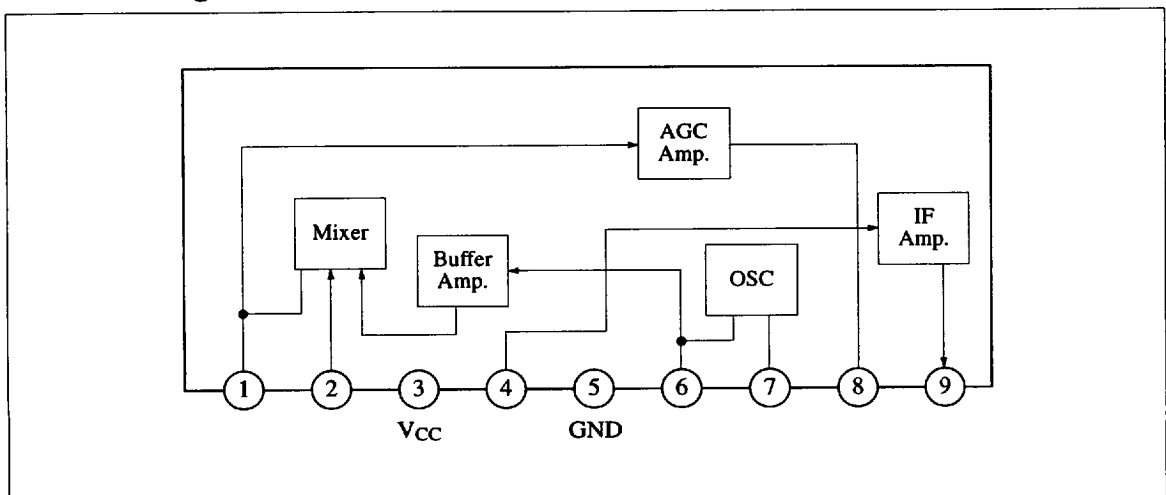 AGC
Amp.
Mixer
IF
Amp.
Buffer
Amp.
OSC
1 2 3 4 5 6 7 8 9
VCC GND